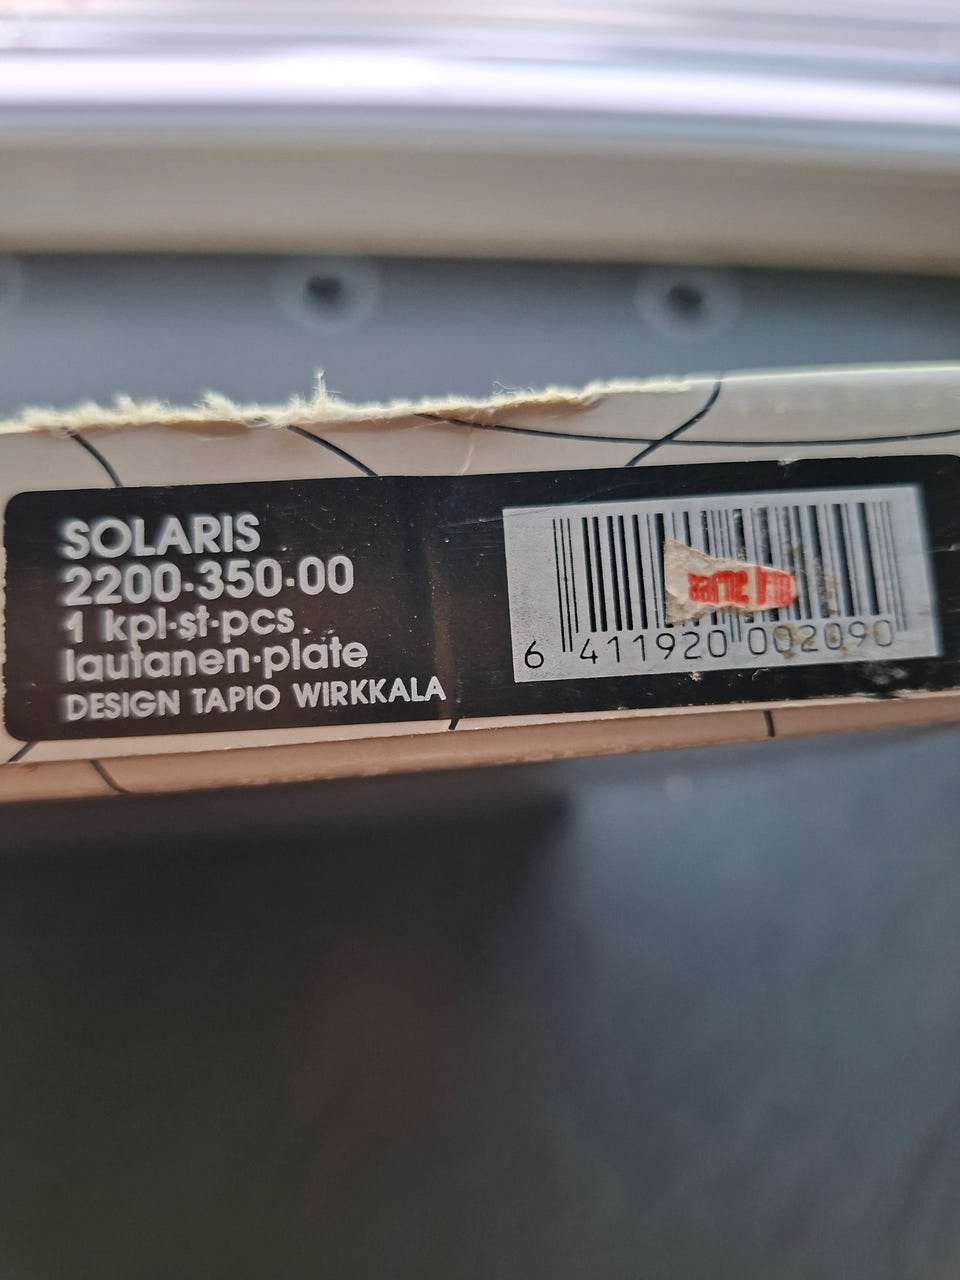 SOLARIS
2200·350·00
1 kpl·st·pcs
lautanen·plate
DESIGN TAPIO WIRKKALA
6 411920 002090